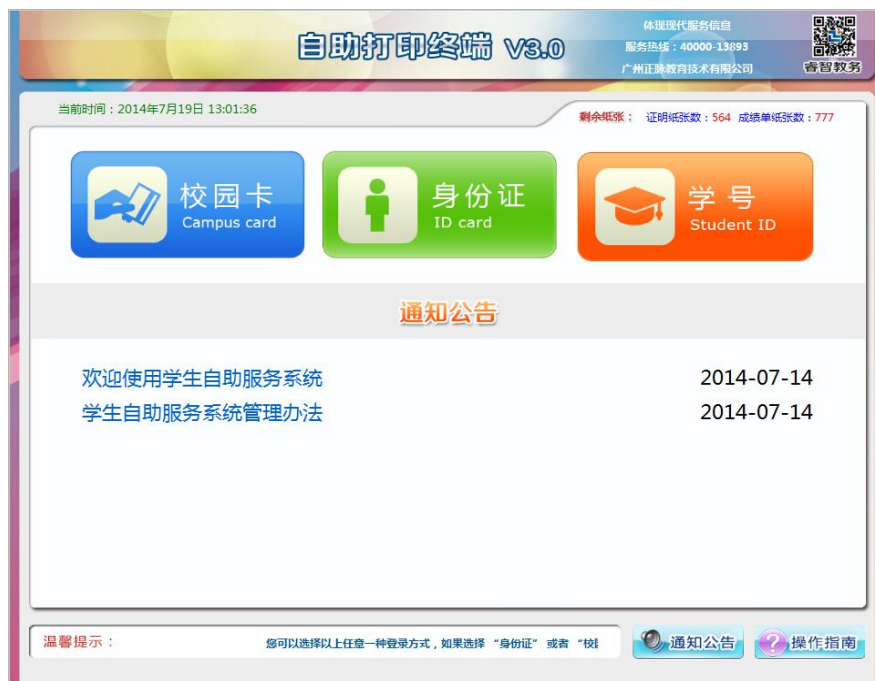 自助打印终端 V3.0
体现现代服务信息
服务热线：40000-13893
广州正脉教育技术有限公司
睿智教务
当前时间：2014年7月19日 13:01:36
剩余纸张： 证明纸张数：564 成绩单纸张数：777
校园卡
Campus card
身份证
ID card
学号
Student ID
通知公告
欢迎使用学生自助服务系统 2014-07-14
学生自助服务系统管理办法 2014-07-14
温馨提示： 您可以选择以上任意一种登录方式，如果选择 “身份证” 或者 “校
通知公告
操作指南